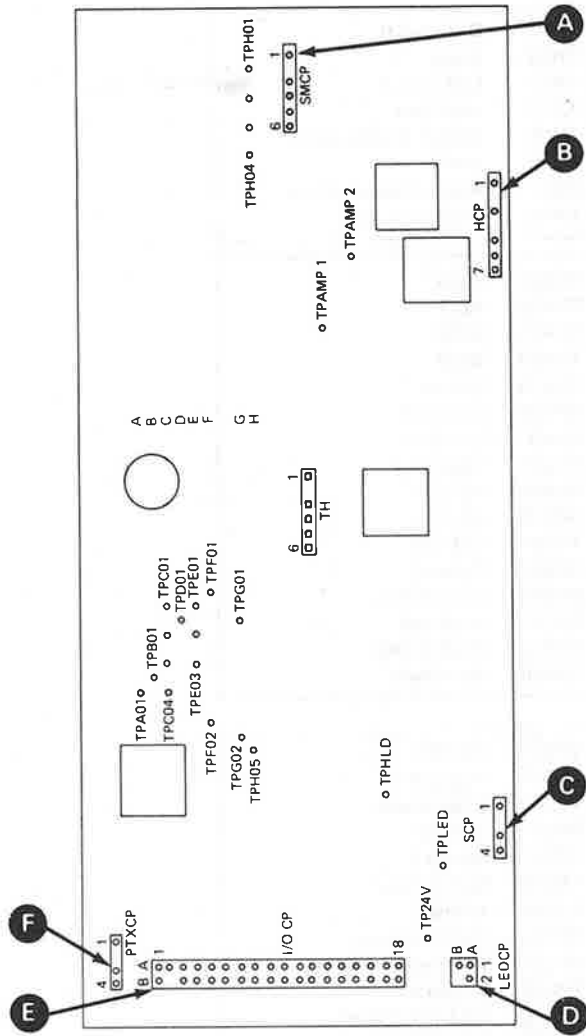 A
B
C
D
E
F
TPH01
TPH04
1
6
SMCP
TPAMP 2
TPAMP 1
HCP
1
7
A
B
C
D
E
F
G
H
1
6
TH
TPA01
TPB01
TPC04
TPC01
TPD01
TPE03
TPE01
TPF02
TPF01
TPG02
TPG01
TPH05
TPHLD
TPLED
TP24V
SCP
1
4
PTXCP
1
4
B A
1
I/O CP
18
B
A
2 1
LEDCP